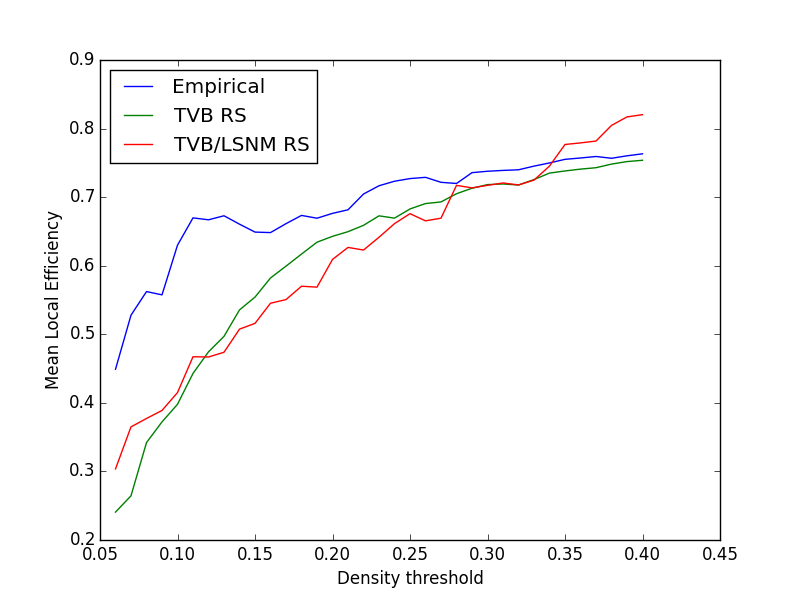 0.9
0.8
0.7
0.6
0.5
0.4
0.3
0.2
Mean Local Efficiency
Empirical
TVB RS
TVB/LSNM RS
0.05 0.10 0.15 0.20 0.25 0.30 0.35 0.40 0.45
Density threshold